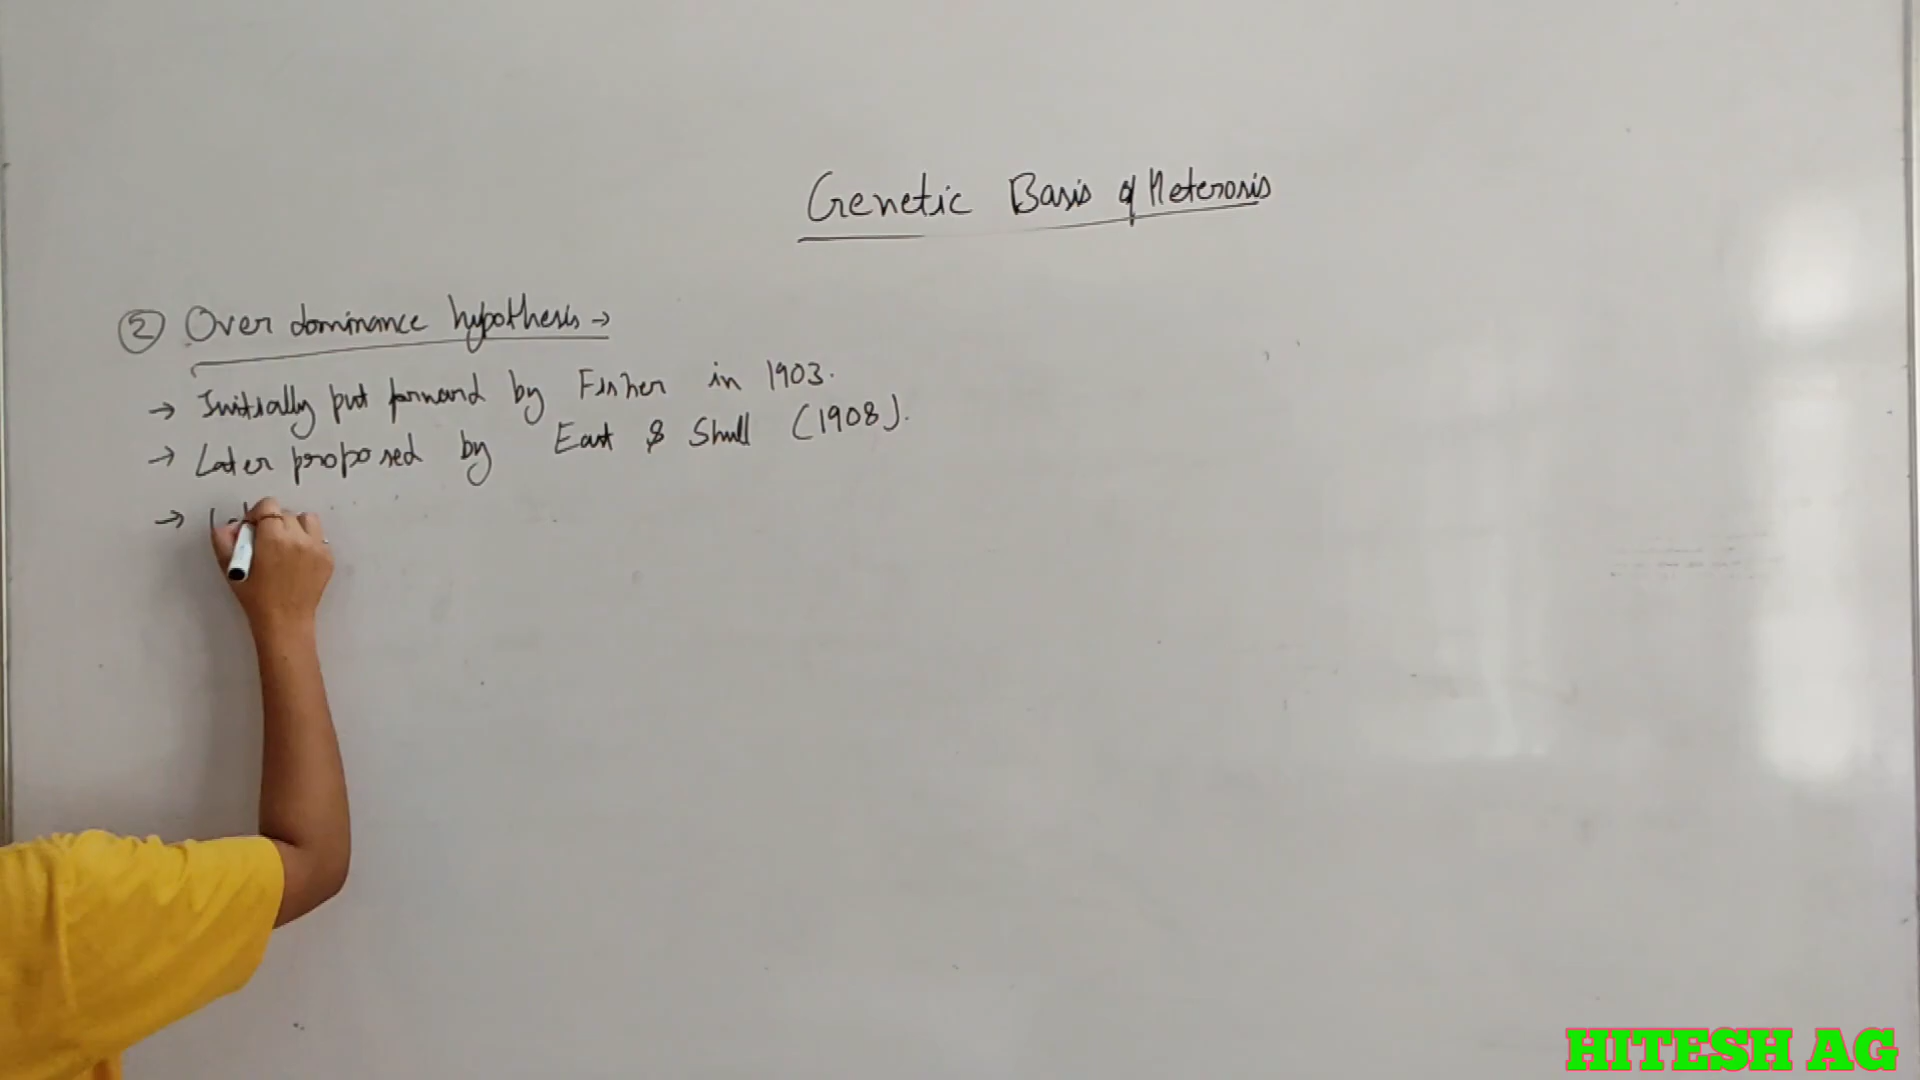 Genetic Basis of Heterosis
② Over dominance hypothesis →
→ Initially put forward by Fisher in 1903.
→ Later proposed by East & Shull (1908).
→
HITESH AG